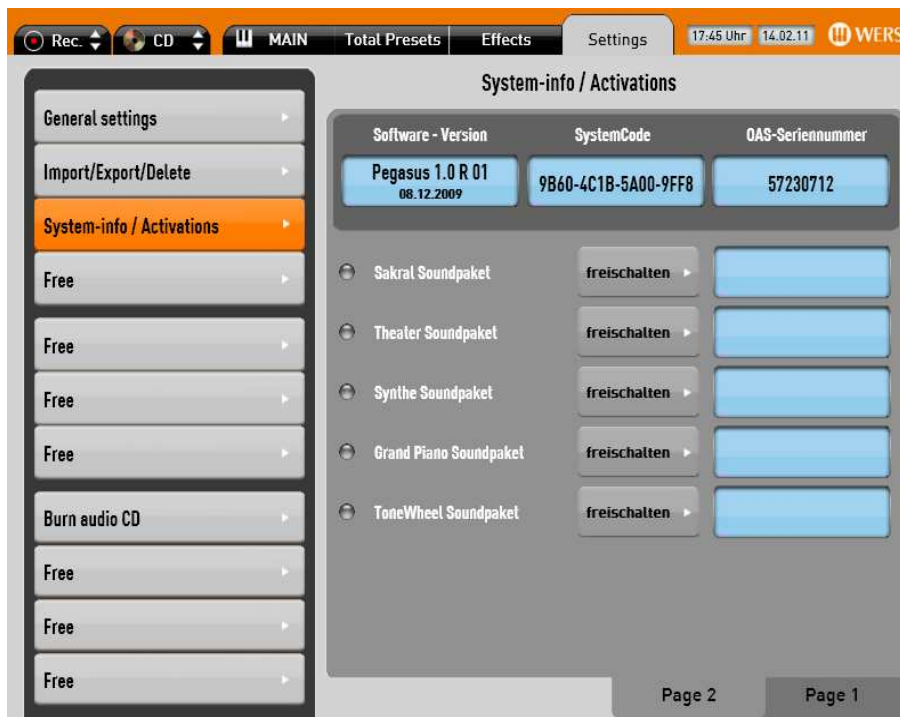 Rec. CD MAIN Total Presets Effects Settings 17:45 Uhr 14.02.11 WERS
System-info / Activations
General settings
Import/Export/Delete
System-info / Activations
Free
Free
Free
Free
Burn audio CD
Free
Free
Free
Software - Version SystemCode OAS-Seriennummer
Pegasus 1.0 R 01 9B60-4C1B-5A00-9FF8 57230712
08.12.2009
Sakral Soundpaket freischalten
Theater Soundpaket freischalten
Synthe Soundpaket freischalten
Grand Piano Soundpaket freischalten
ToneWheel Soundpaket freischalten
Page 2 Page 1